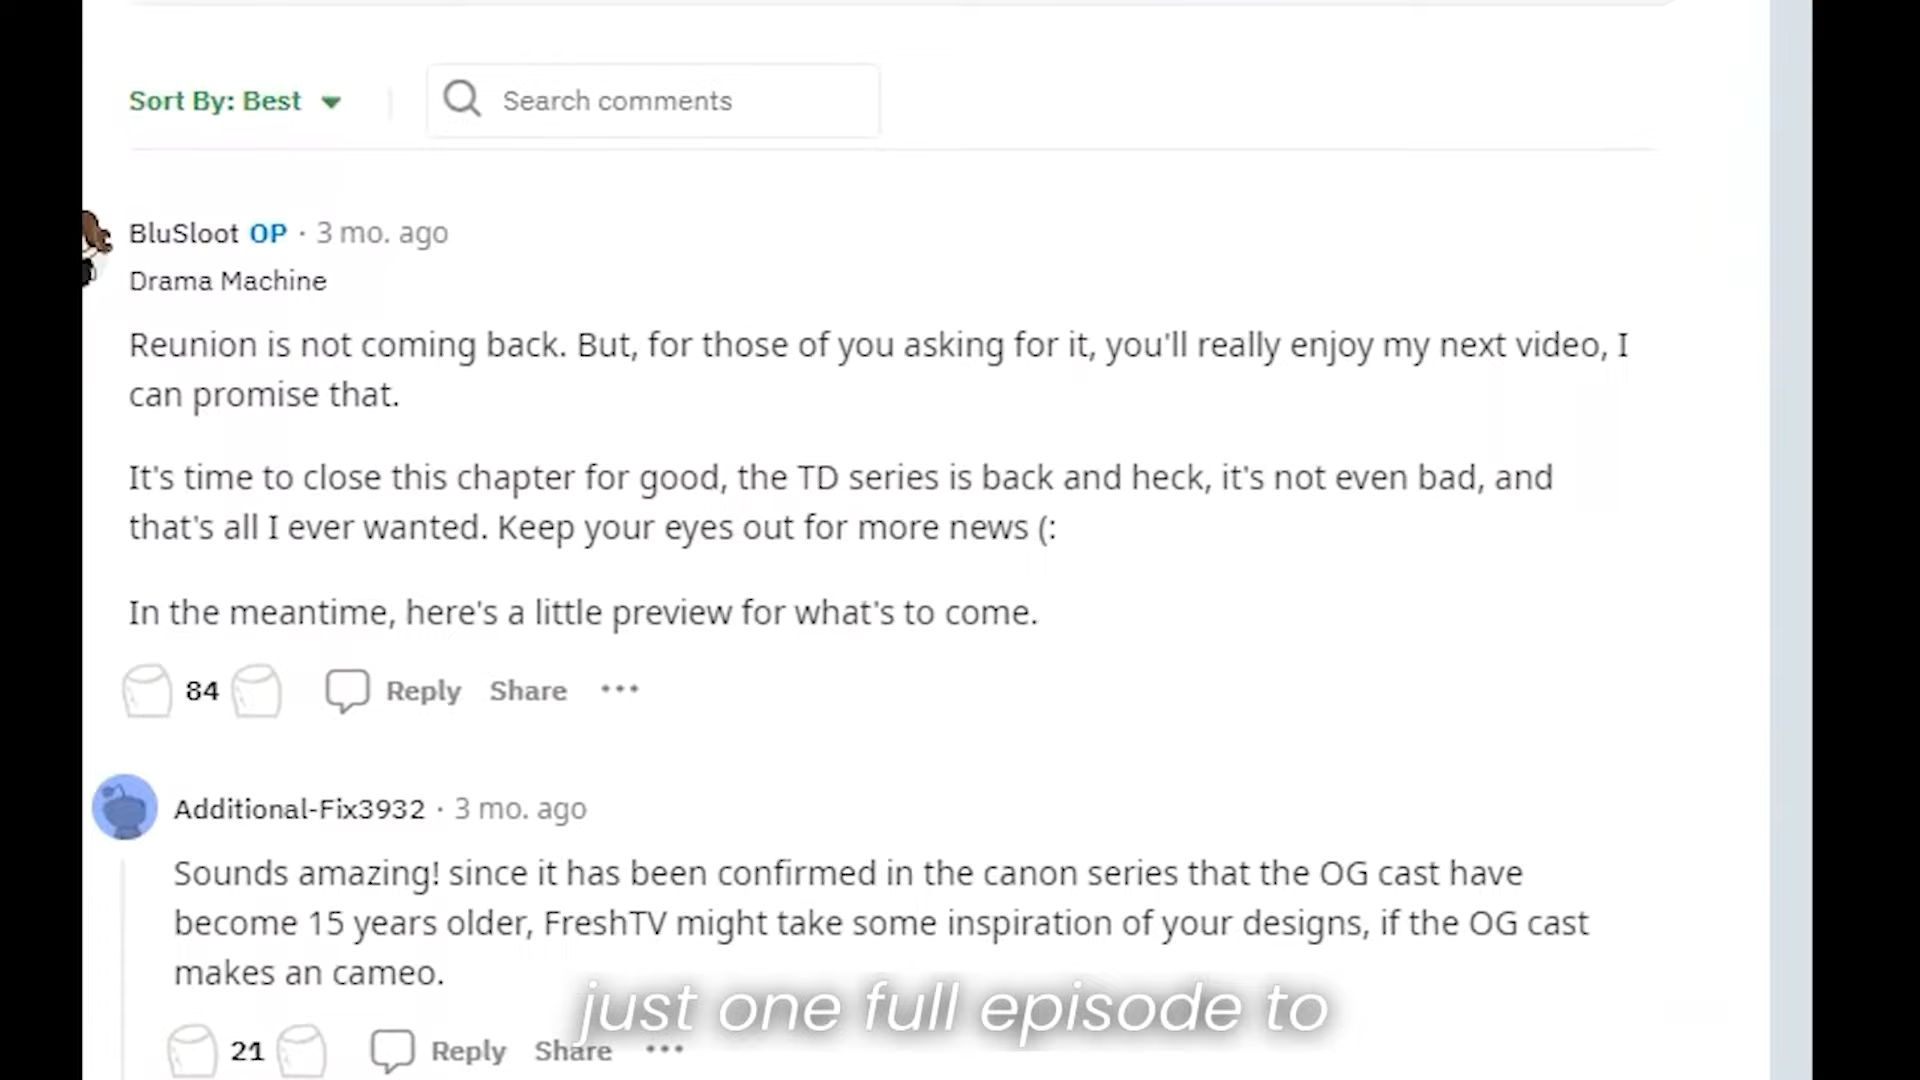 Sort By: Best
Search comments
BluSloot OP · 3 mo. ago
Drama Machine
Reunion is not coming back. But, for those of you asking for it, you'll really enjoy my next video, I
can promise that.
It's time to close this chapter for good, the TD series is back and heck, it's not even bad, and
that's all I ever wanted. Keep your eyes out for more news (:
In the meantime, here's a little preview for what's to come.
84 Reply Share ···
Additional-Fix3932 · 3 mo. ago
Sounds amazing! since it has been confirmed in the canon series that the OG cast have
become 15 years older, FreshTV might take some inspiration of your designs, if the OG cast
makes an cameo.
just one full episode to
21 Reply Share ···